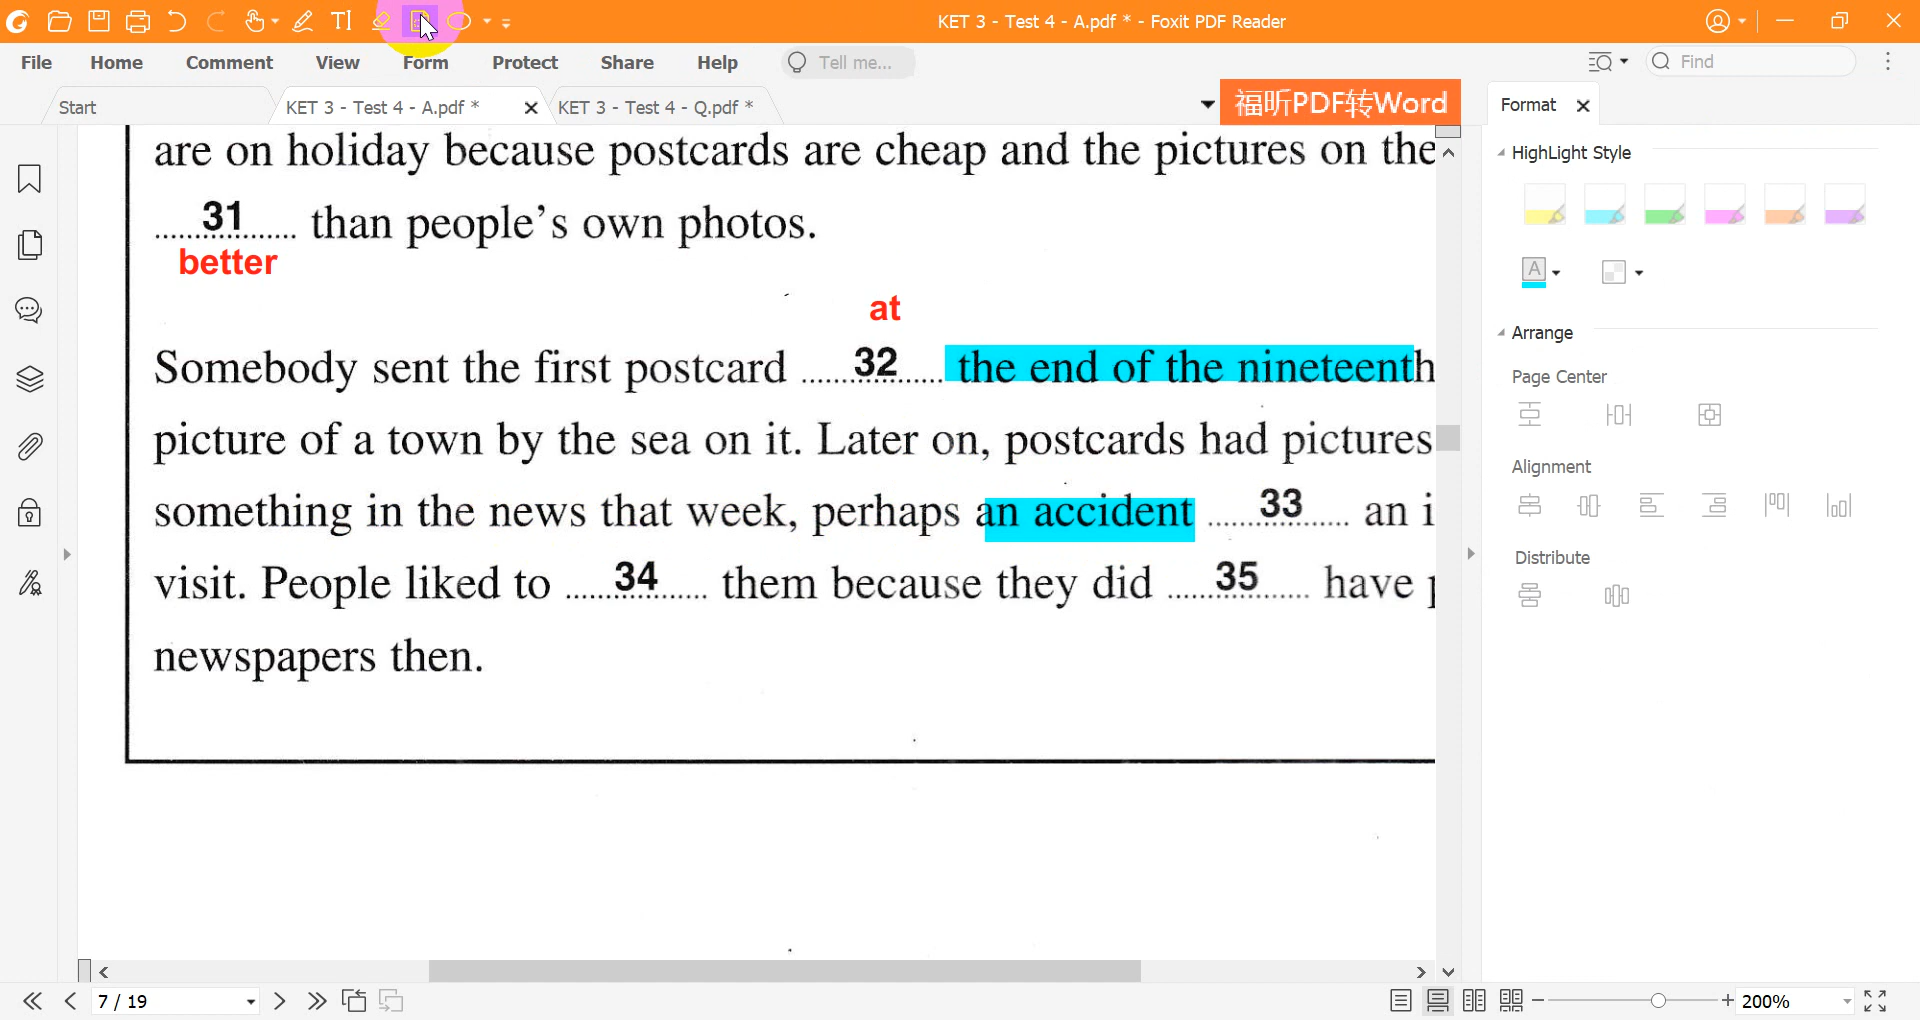 KET 3 - Test 4 - A.pdf * - Foxit PDF Reader
File Home Comment View Form Protect Share Help Tell me... Find
Start KET 3 - Test 4 - A.pdf * KET 3 - Test 4 - Q.pdf * 福昕PDF转Word Format
are on holiday because postcards are cheap and the pictures on the
31 than people's own photos.
better
at
Somebody sent the first postcard 32 the end of the nineteenth
picture of a town by the sea on it. Later on, postcards had pictures
something in the news that week, perhaps an accident 33 an i
visit. People liked to 34 them because they did 35 have
newspapers then.
HighLight Style
A
Arrange
Page Center
Alignment
Distribute
7 / 19
200%